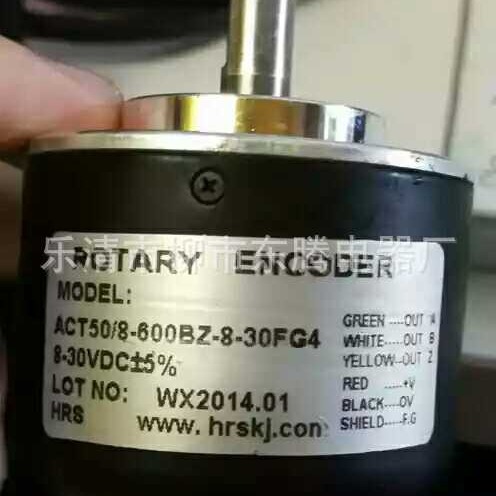 ROTARY ENCODER
乐清市柳市东腾电器厂
MODEL:
ACT50/8-600BZ-8-30FG4
8-30VDC±5%
LOT NO: WX2014.01
HRS www.hrskj.com
GREEN----OUT A
WHITE----OUT B
YELLOW---OUT Z
RED ----+V
BLACK----OV
SHIELD----F.G